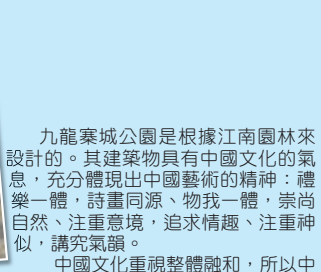 九龍寨城公園是根據江南園林來
設計的。其建築物具有中國文化的氣
息，充分體現出中國藝術的精神：禮
樂一體，詩畫同源、物我一體，崇尚
自然、注重意境，追求情趣、注重神
似，講究氣韻。
中國文化重視整體融和，所以中